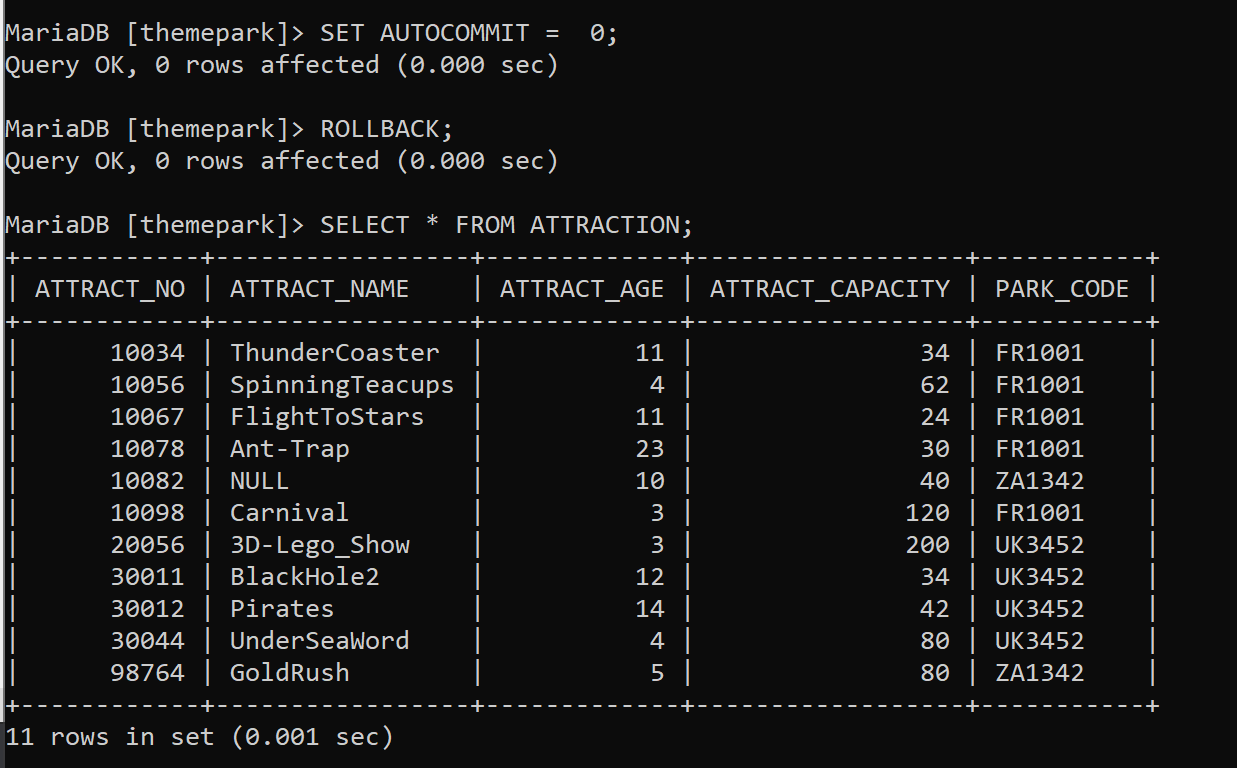 MariaDB [themepark]> SET AUTOCOMMIT =  0;
Query OK, 0 rows affected (0.000 sec)

MariaDB [themepark]> ROLLBACK;
Query OK, 0 rows affected (0.000 sec)

MariaDB [themepark]> SELECT * FROM ATTRACTION;
+------------+-----------------+-------------+------------------+-----------+
| ATTRACT_NO | ATTRACT_NAME    | ATTRACT_AGE | ATTRACT_CAPACITY | PARK_CODE |
+------------+-----------------+-------------+------------------+-----------+
|      10034 | ThunderCoaster  |          11 |               34 | FR1001    |
|      10056 | SpinningTeacups |           4 |               62 | FR1001    |
|      10067 | FlightToStars   |          11 |               24 | FR1001    |
|      10078 | Ant-Trap        |          23 |               30 | FR1001    |
|      10082 | NULL            |          10 |               40 | ZA1342    |
|      10098 | Carnival        |           3 |              120 | FR1001    |
|      20056 | 3D-Lego_Show    |           3 |              200 | UK3452    |
|      30011 | BlackHole2      |          12 |               34 | UK3452    |
|      30012 | Pirates         |          14 |               42 | UK3452    |
|      30044 | UnderSeaWord    |           4 |               80 | UK3452    |
|      98764 | GoldRush        |           5 |               80 | ZA1342    |
+------------+-----------------+-------------+------------------+-----------+
11 rows in set (0.001 sec)